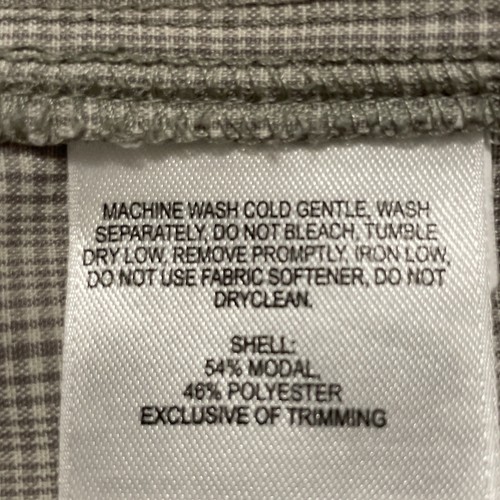 MACHINE WASH COLD GENTLE, WASH
SEPARATELY, DO NOT BLEACH, TUMBLE
DRY LOW, REMOVE PROMPTLY, IRON LOW,
DO NOT USE FABRIC SOFTENER, DO NOT
DRYCLEAN.
SHELL:
54% MODAL,
46% POLYESTER
EXCLUSIVE OF TRIMMING